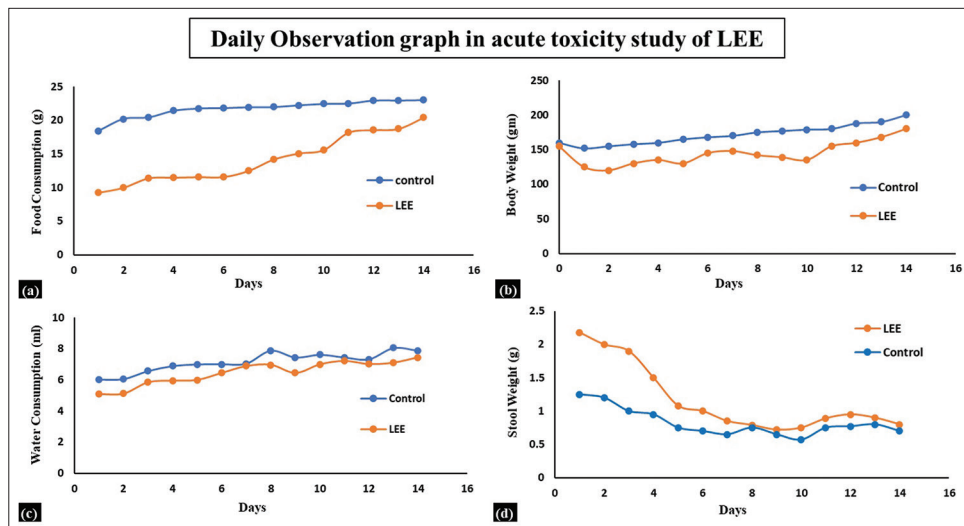 Daily Observation graph in acute toxicity study of LEE
Food Consumption (g)
25
20
15
10
5
0
0 2 4 6 8 10 12 14 16
Days
control
LEE
(a)
Body Weight (gm)
250
200
150
100
50
0
0 2 4 6 8 10 12 14 16
Days
Control
LEE
(b)
Water Consumption (ml)
10
8
6
4
2
0
0 2 4 6 8 10 12 14 16
Days
Control
LEE
(c)
Stool Weight (g)
2.5
2
1.5
1
0.5
0
0 2 4 6 8 10 12 14 16
Days
LEE
Control
(d)